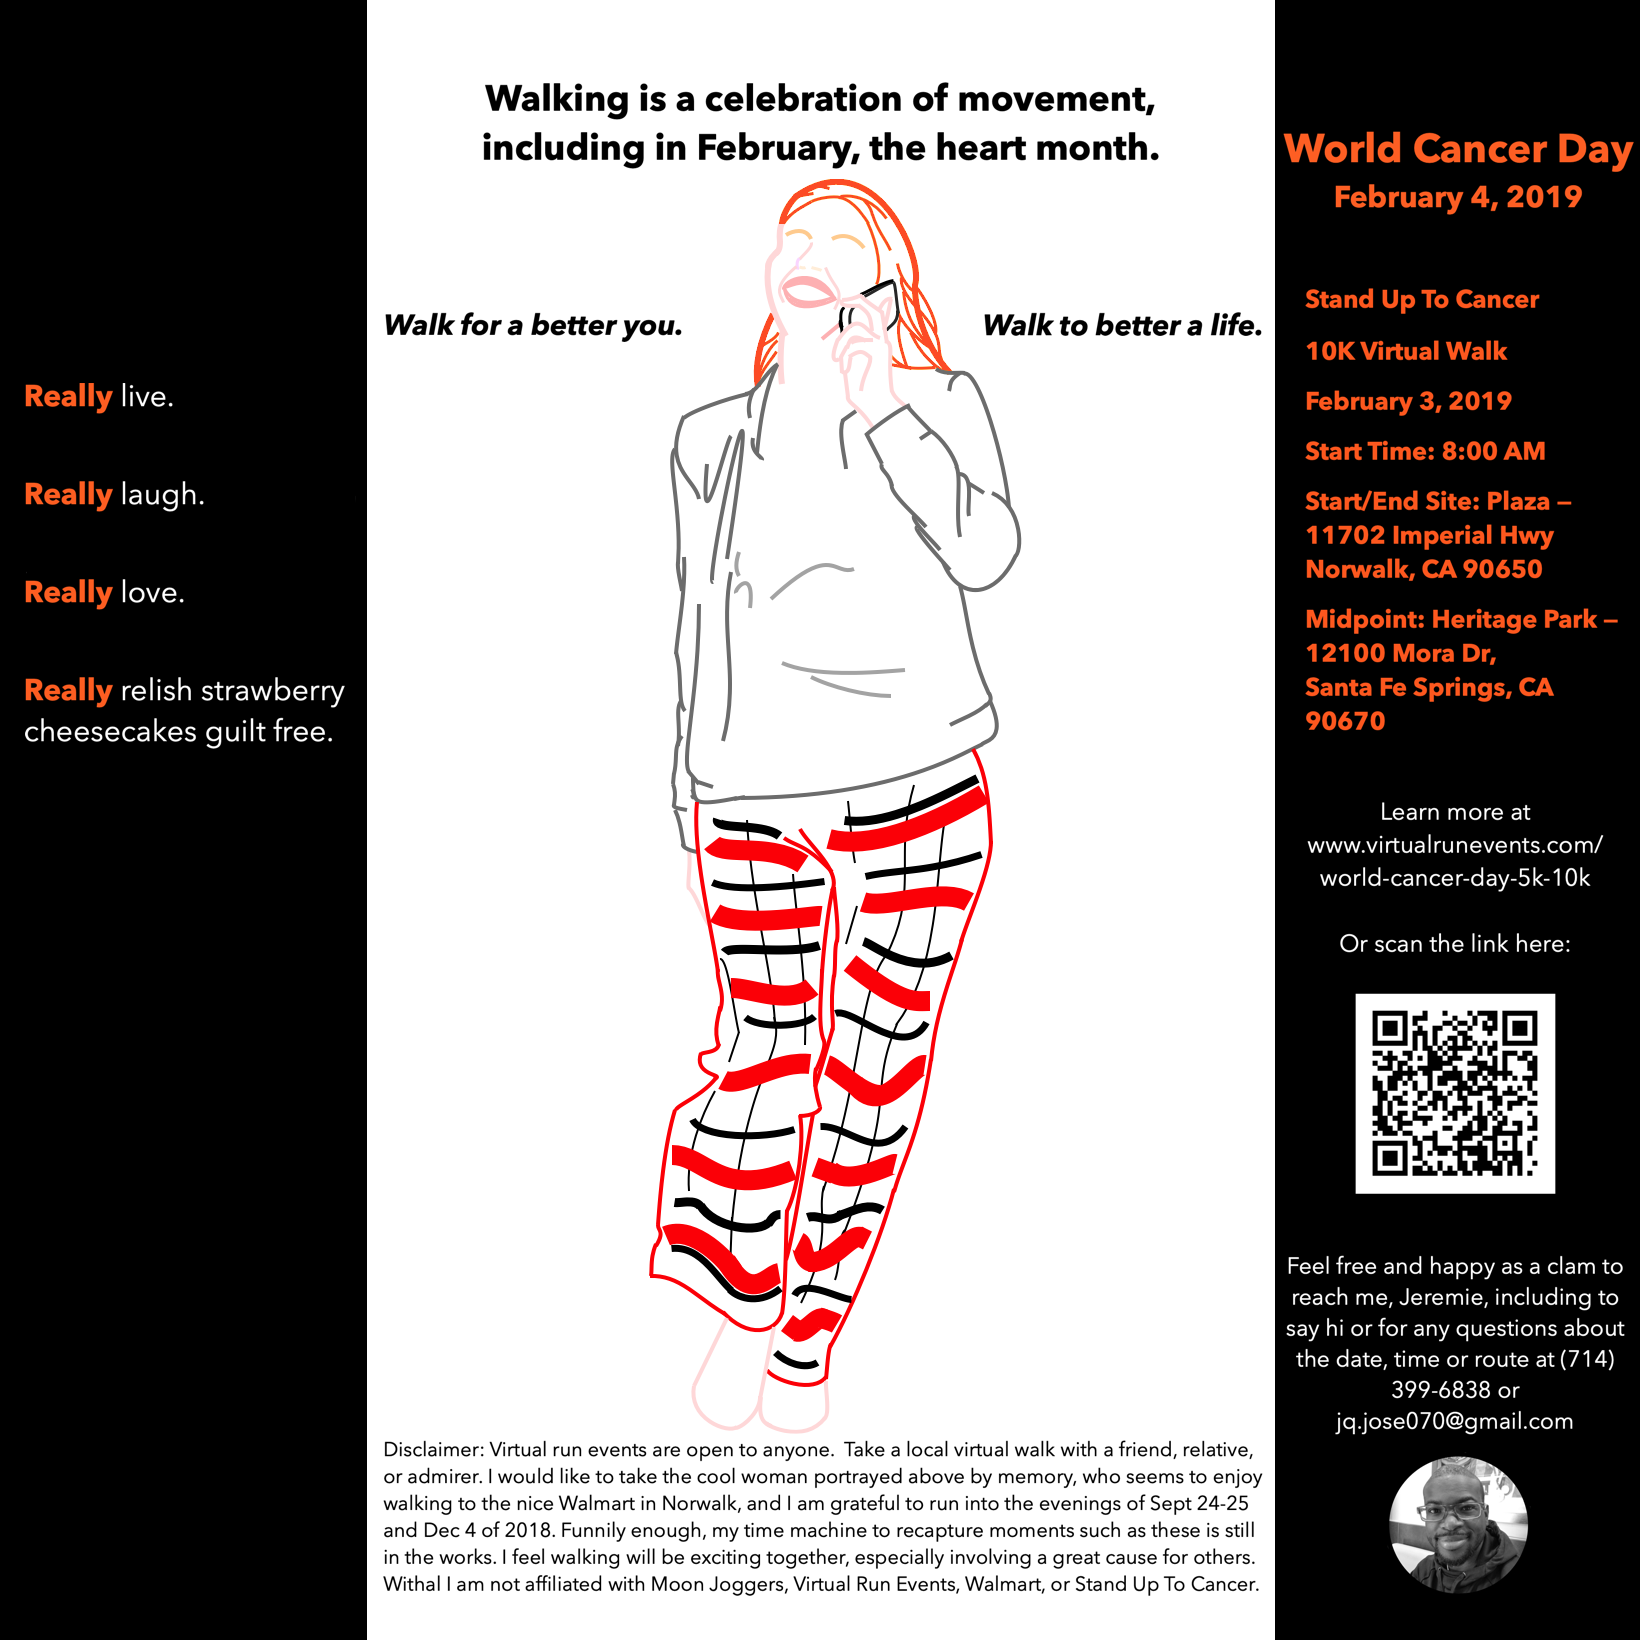 Walking is a celebration of movement,
including in February, the heart month.
Walk for a better you.
Walk to better a life.
Really live.
Really laugh.
Really love.
Really relish strawberry
cheesecakes guilt free.
World Cancer Day
February 4, 2019
Stand Up To Cancer
10K Virtual Walk
February 3, 2019
Start Time: 8:00 AM
Start/End Site: Plaza –
11702 Imperial Hwy
Norwalk, CA 90650
Midpoint: Heritage Park –
12100 Mora Dr,
Santa Fe Springs, CA
90670
Learn more at
www.virtualrunevents.com/
world-cancer-day-5k-10k
Or scan the link here:
Feel free and happy as a clam to
reach me, Jeremie, including to
say hi or for any questions about
the date, time or route at (714)
399-6838 or
jq.jose070@gmail.com
Disclaimer: Virtual run events are open to anyone.  Take a local virtual walk with a friend, relative,
or admirer. I would like to take the cool woman portrayed above by memory, who seems to enjoy
walking to the nice Walmart in Norwalk, and I am grateful to run into the evenings of Sept 24-25
and Dec 4 of 2018. Funnily enough, my time machine to recapture moments such as these is still
in the works. I feel walking will be exciting together, especially involving a great cause for others.
Withal I am not affiliated with Moon Joggers, Virtual Run Events, Walmart, or Stand Up To Cancer.